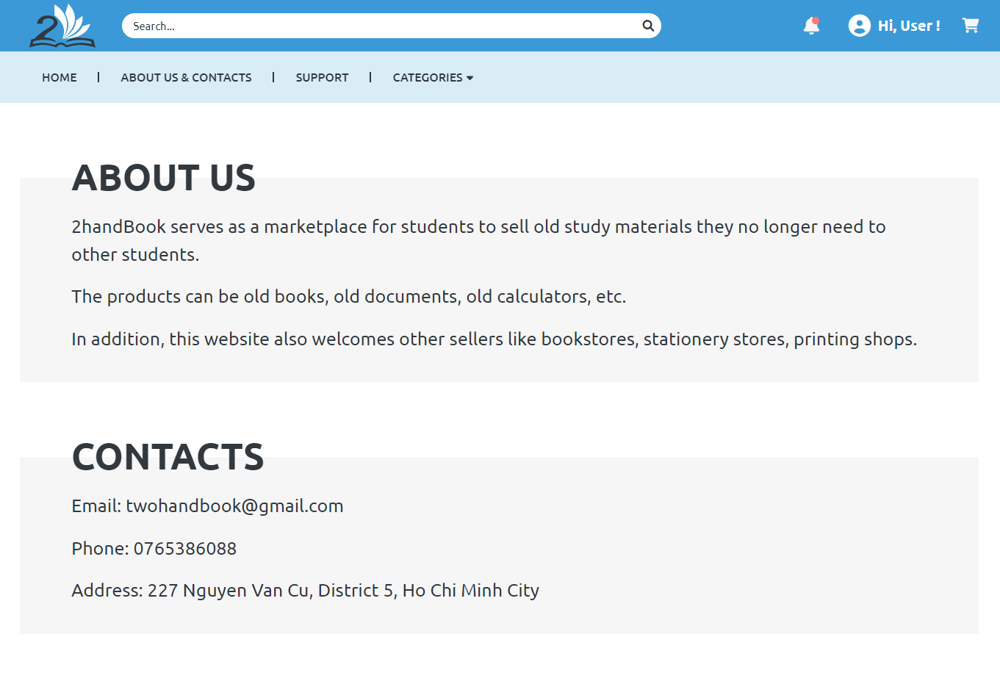 2
Search...
Hi, User !
HOME | ABOUT US & CONTACTS | SUPPORT | CATEGORIES
ABOUT US
2handBook serves as a marketplace for students to sell old study materials they no longer need to
other students.
The products can be old books, old documents, old calculators, etc.
In addition, this website also welcomes other sellers like bookstores, stationery stores, printing shops.
CONTACTS
Email: twohandbook@gmail.com
Phone: 0765386088
Address: 227 Nguyen Van Cu, District 5, Ho Chi Minh City